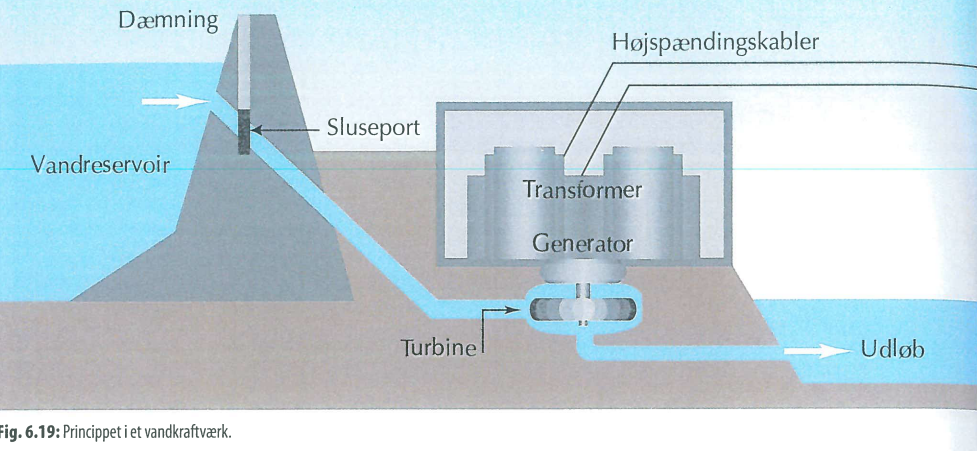 Dæmning
Højspændingskabler
Sluseport
Vandreservoir
Transformer
Generator
Turbine
Udløb
Fig. 6.19: Princippet i et vandkraftværk.